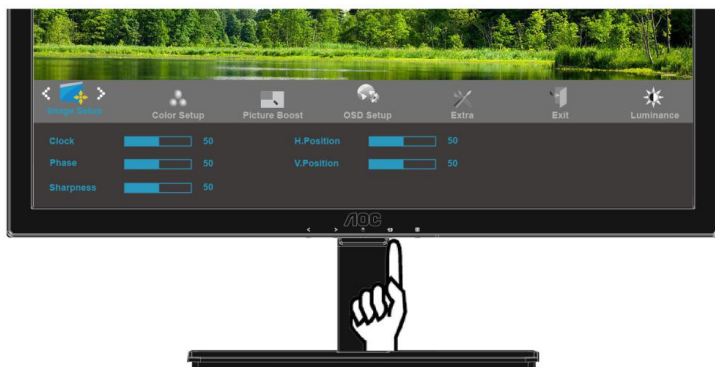 Image Setup
Color Setup
Picture Boost
OSD Setup
Extra
Exit
Luminance
Clock 50 H.Position 50
Phase 50 V.Position 50
Sharpness 50
AOC